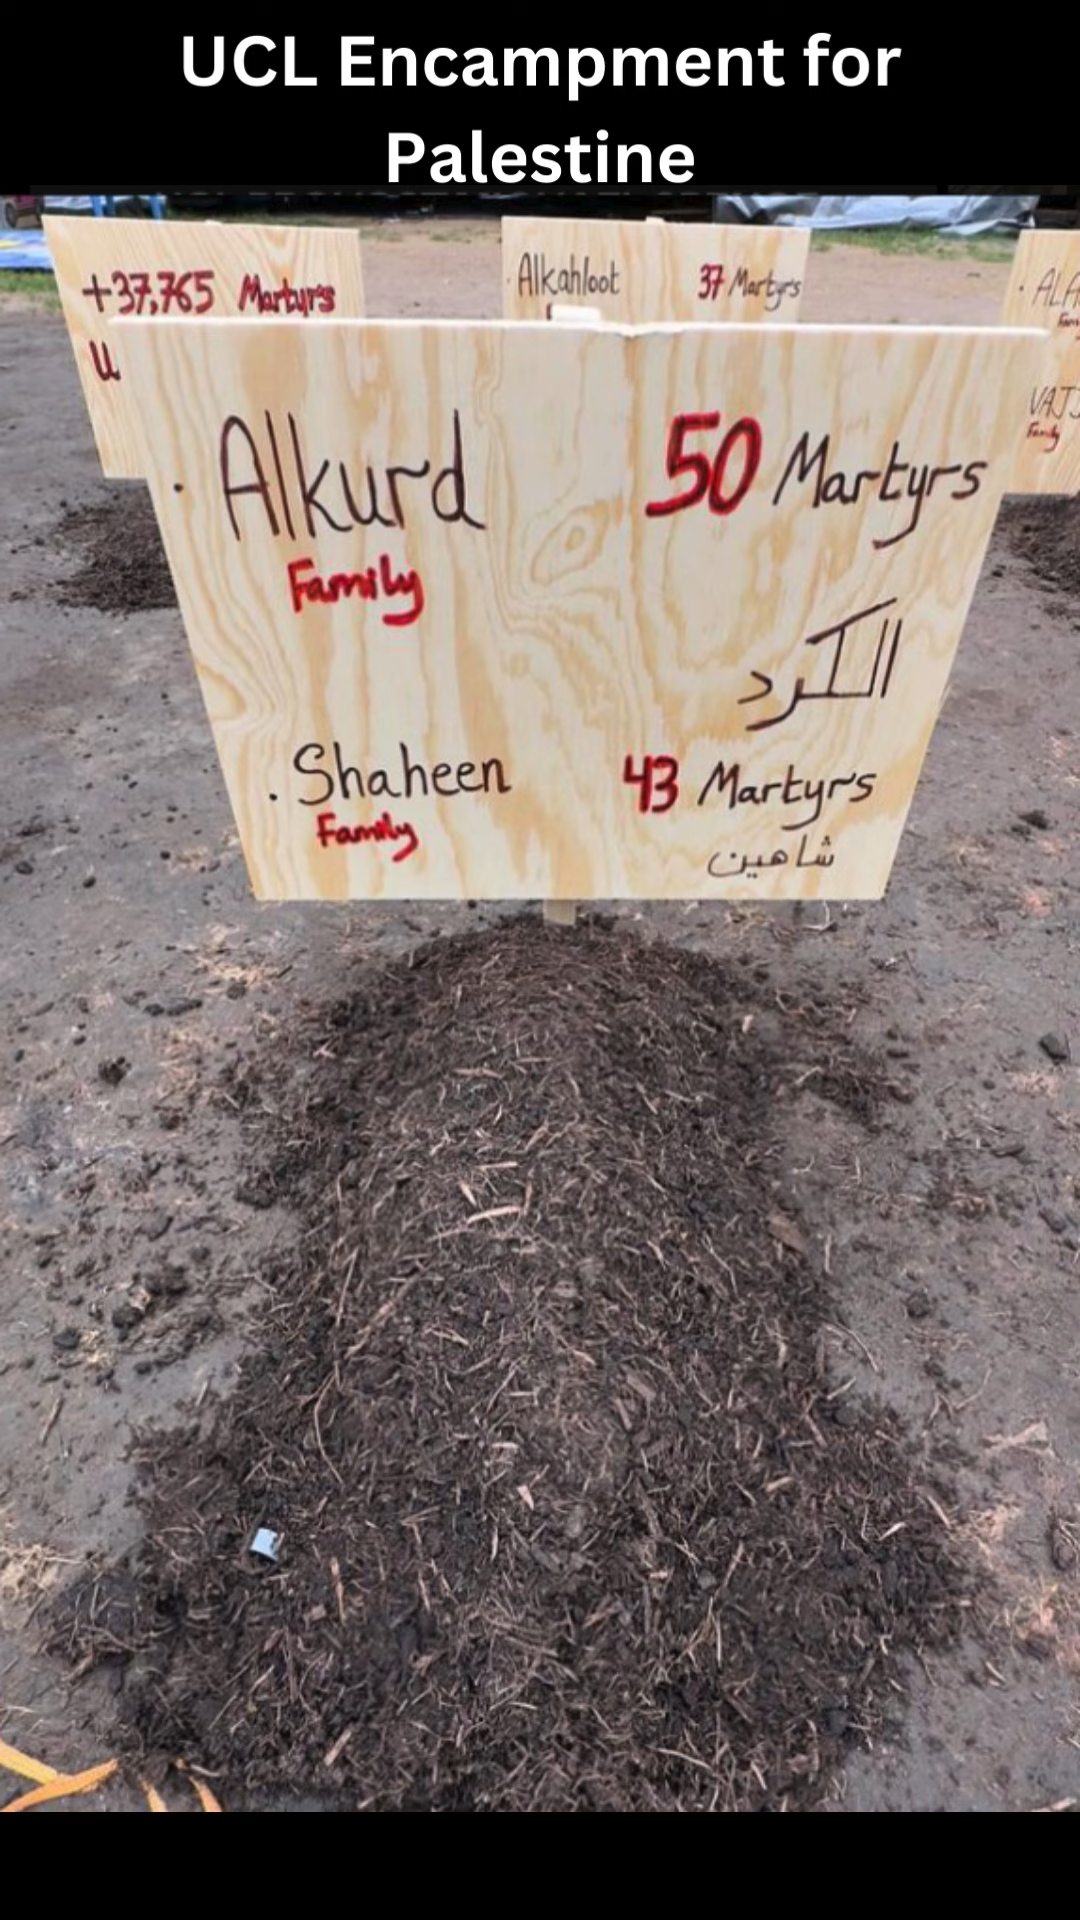 UCL Encampment for
Palestine
+37,765 Martyrs
Alkahloot 37 Martyrs
· Alkurd 50 Martyrs
Family
الكرد
. Shaheen 43 Martyrs
Family
شاهين
Family